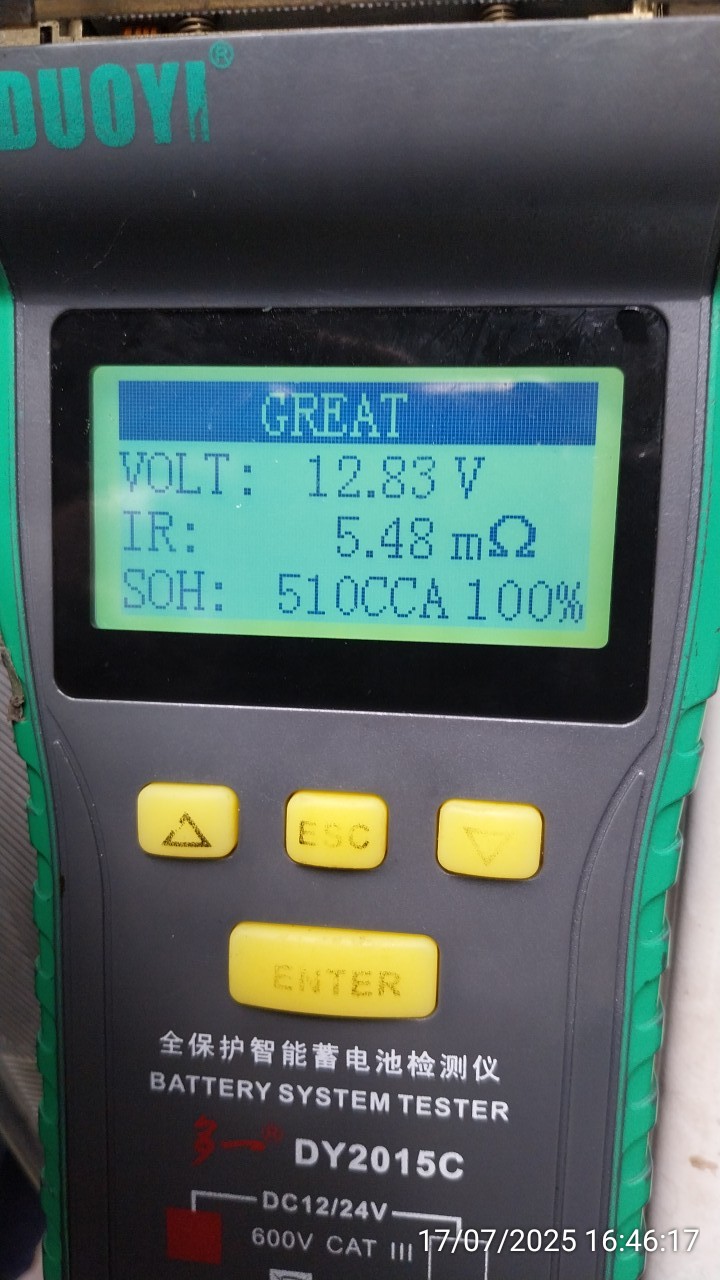 DUOYI®
GREAT
VOLT: 12.83 V
IR: 5.48 mΩ
SOH: 510CCA 100%
ESC
ENTER
全保护智能蓄电池检测仪
BATTERY SYSTEM TESTER
多一® DY2015C
DC12/24V
600V CAT III
17/07/2025 16:46:17